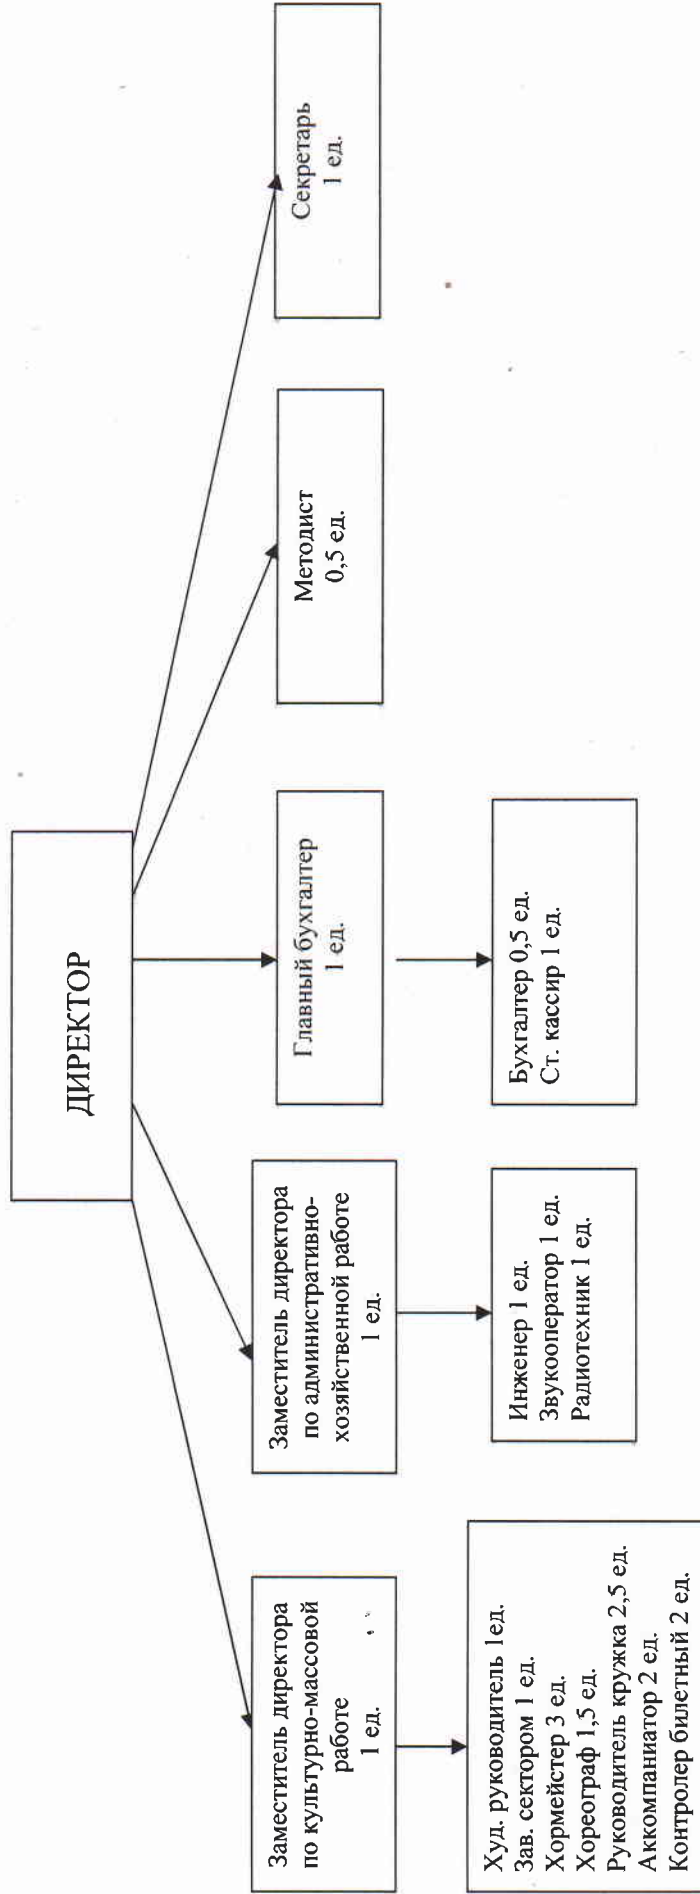 ДИРЕКТОР
Заместитель директора
по культурно-массовой
работе
1 ед.
Заместитель директора
по административно-
хозяйственной работе
1 ед.
Главный бухгалтер
1 ед.
Методист
0,5 ед.
Секретарь
1 ед.
Худ. руководитель 1ед.
Зав. сектором 1 ед.
Хормейстер 3 ед.
Хореограф 1,5 ед.
Руководитель кружка 2,5 ед.
Аккомпаниатор 2 ед.
Контролер билетный 2 ед.
Инженер 1 ед.
Звукооператор 1 ед.
Радиотехник 1 ед.
Бухгалтер 0,5 ед.
Ст. кассир 1 ед.